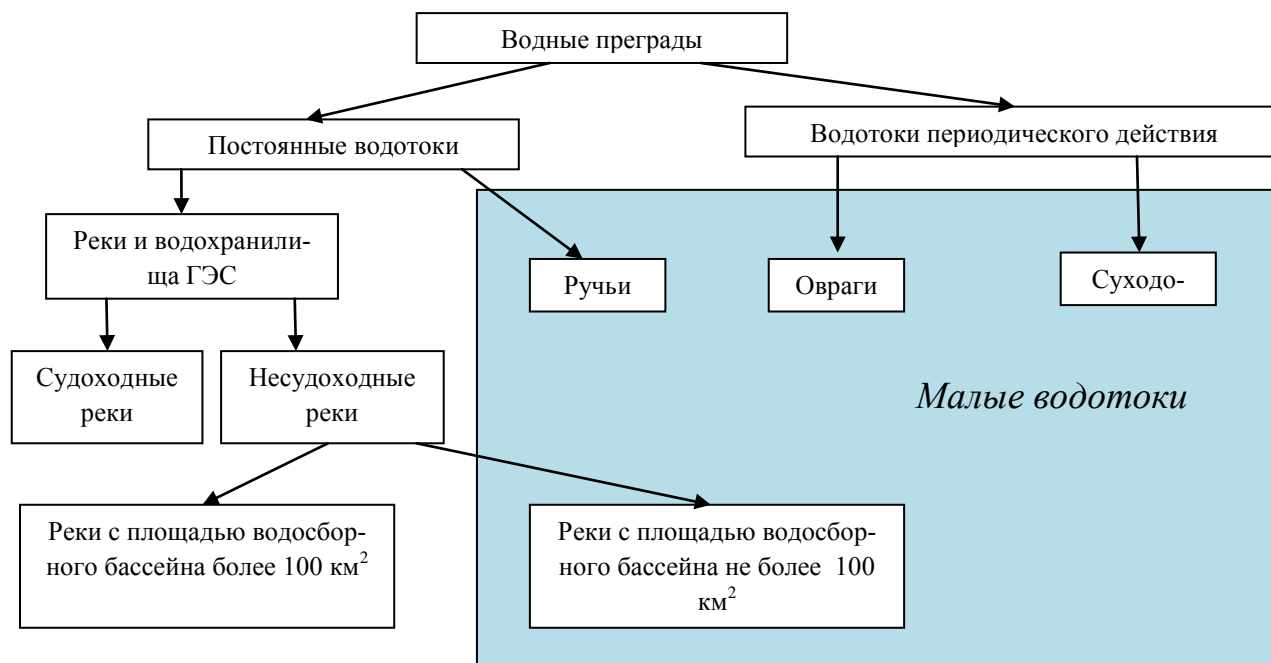 Водные преграды
Постоянные водотоки
Водотоки периодического действия
Реки и водохранили-
ща ГЭС
Ручьи
Овраги
Суходо-
Судоходные
реки
Несудоходные
реки
Малые водотоки
Реки с площадью водосбор-
ного бассейна более 100 км²
Реки с площадью водосбор-
ного бассейна не более 100
км²